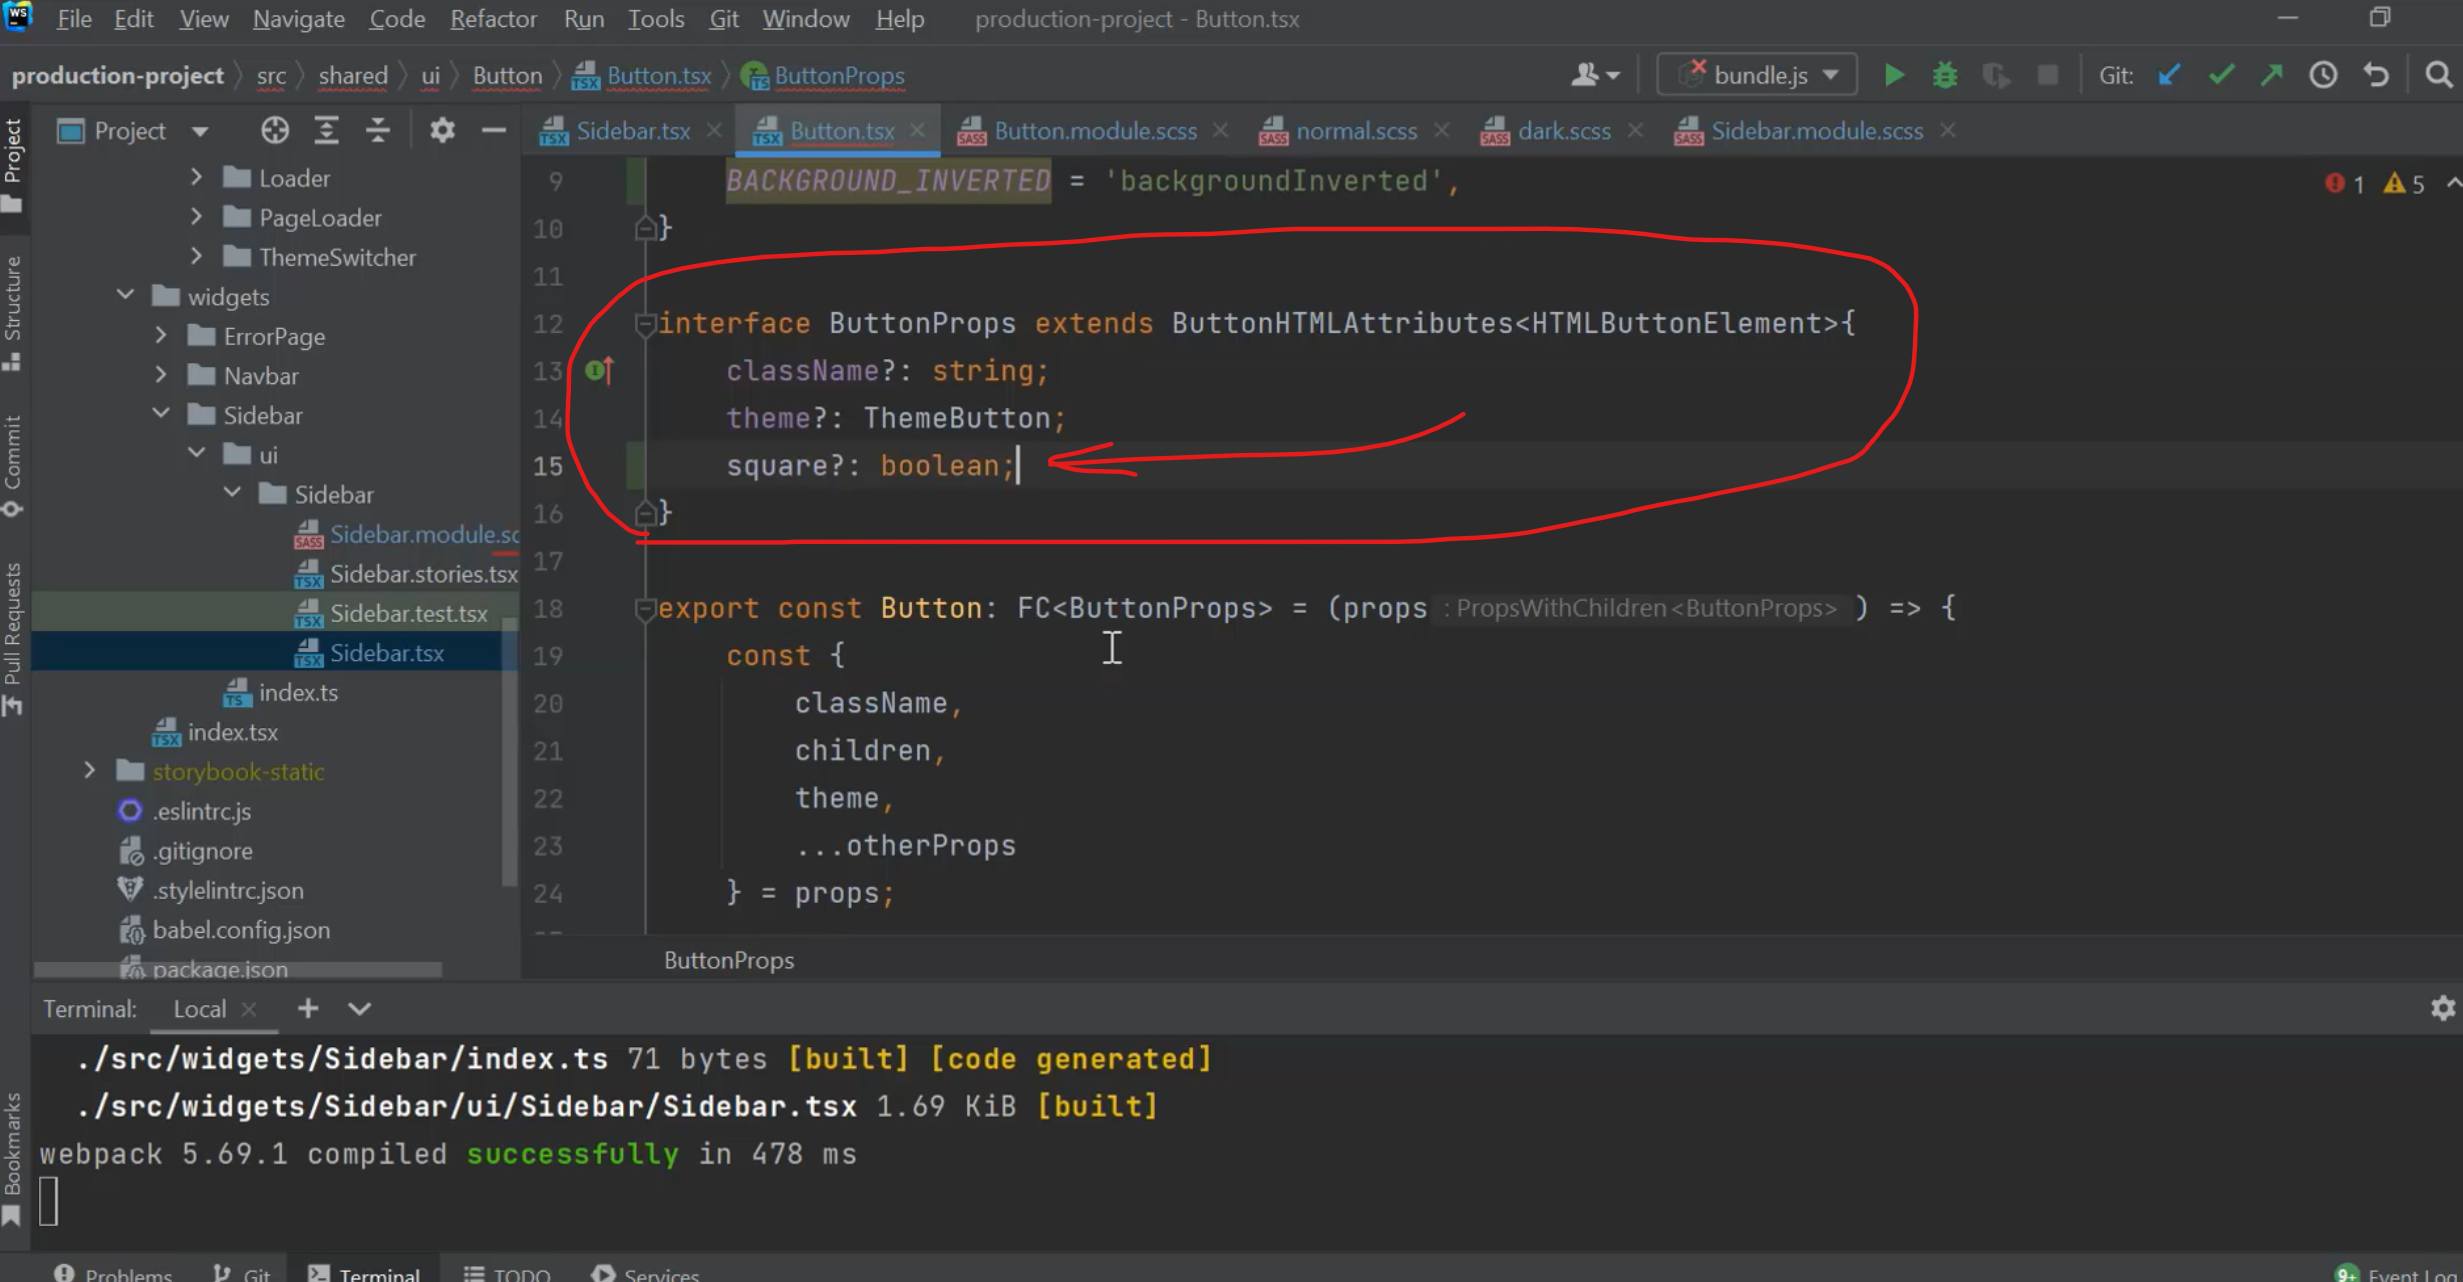 WS File Edit View Navigate Code Refactor Run Tools Git Window Help production-project - Button.tsx
production-project src shared ui Button Button.tsx ButtonProps bundle.js Git:
Project Sidebar.tsx Button.tsx Button.module.scss normal.scss dark.scss Sidebar.module.scss
Project
Structure
Commit
Pull Requests
Bookmarks
Loader
PageLoader
ThemeSwitcher
widgets
ErrorPage
Navbar
Sidebar
ui
Sidebar
Sidebar.module.sc
Sidebar.stories.tsx
Sidebar.test.tsx
Sidebar.tsx
index.ts
index.tsx
storybook-static
.eslintrc.js
.gitignore
.stylelintrc.json
babel.config.json
package.json
9 BACKGROUND_INVERTED = 'backgroundInverted', 1 5
10 }
11
12 interface ButtonProps extends ButtonHTMLAttributes<HTMLButtonElement>{
13 className?: string;
14 theme?: ThemeButton;
15 square?: boolean;
16 }
17
18 export const Button: FC<ButtonProps> = (props : PropsWithChildren<ButtonProps> ) => {
19 const {
20 className,
21 children,
22 theme,
23 ...otherProps
24 } = props;
ButtonProps
Terminal: Local
./src/widgets/Sidebar/index.ts 71 bytes [built] [code generated]
./src/widgets/Sidebar/ui/Sidebar/Sidebar.tsx 1.69 KiB [built]
webpack 5.69.1 compiled successfully in 478 ms
Problems Git Terminal TODO Services 9+ Event Log